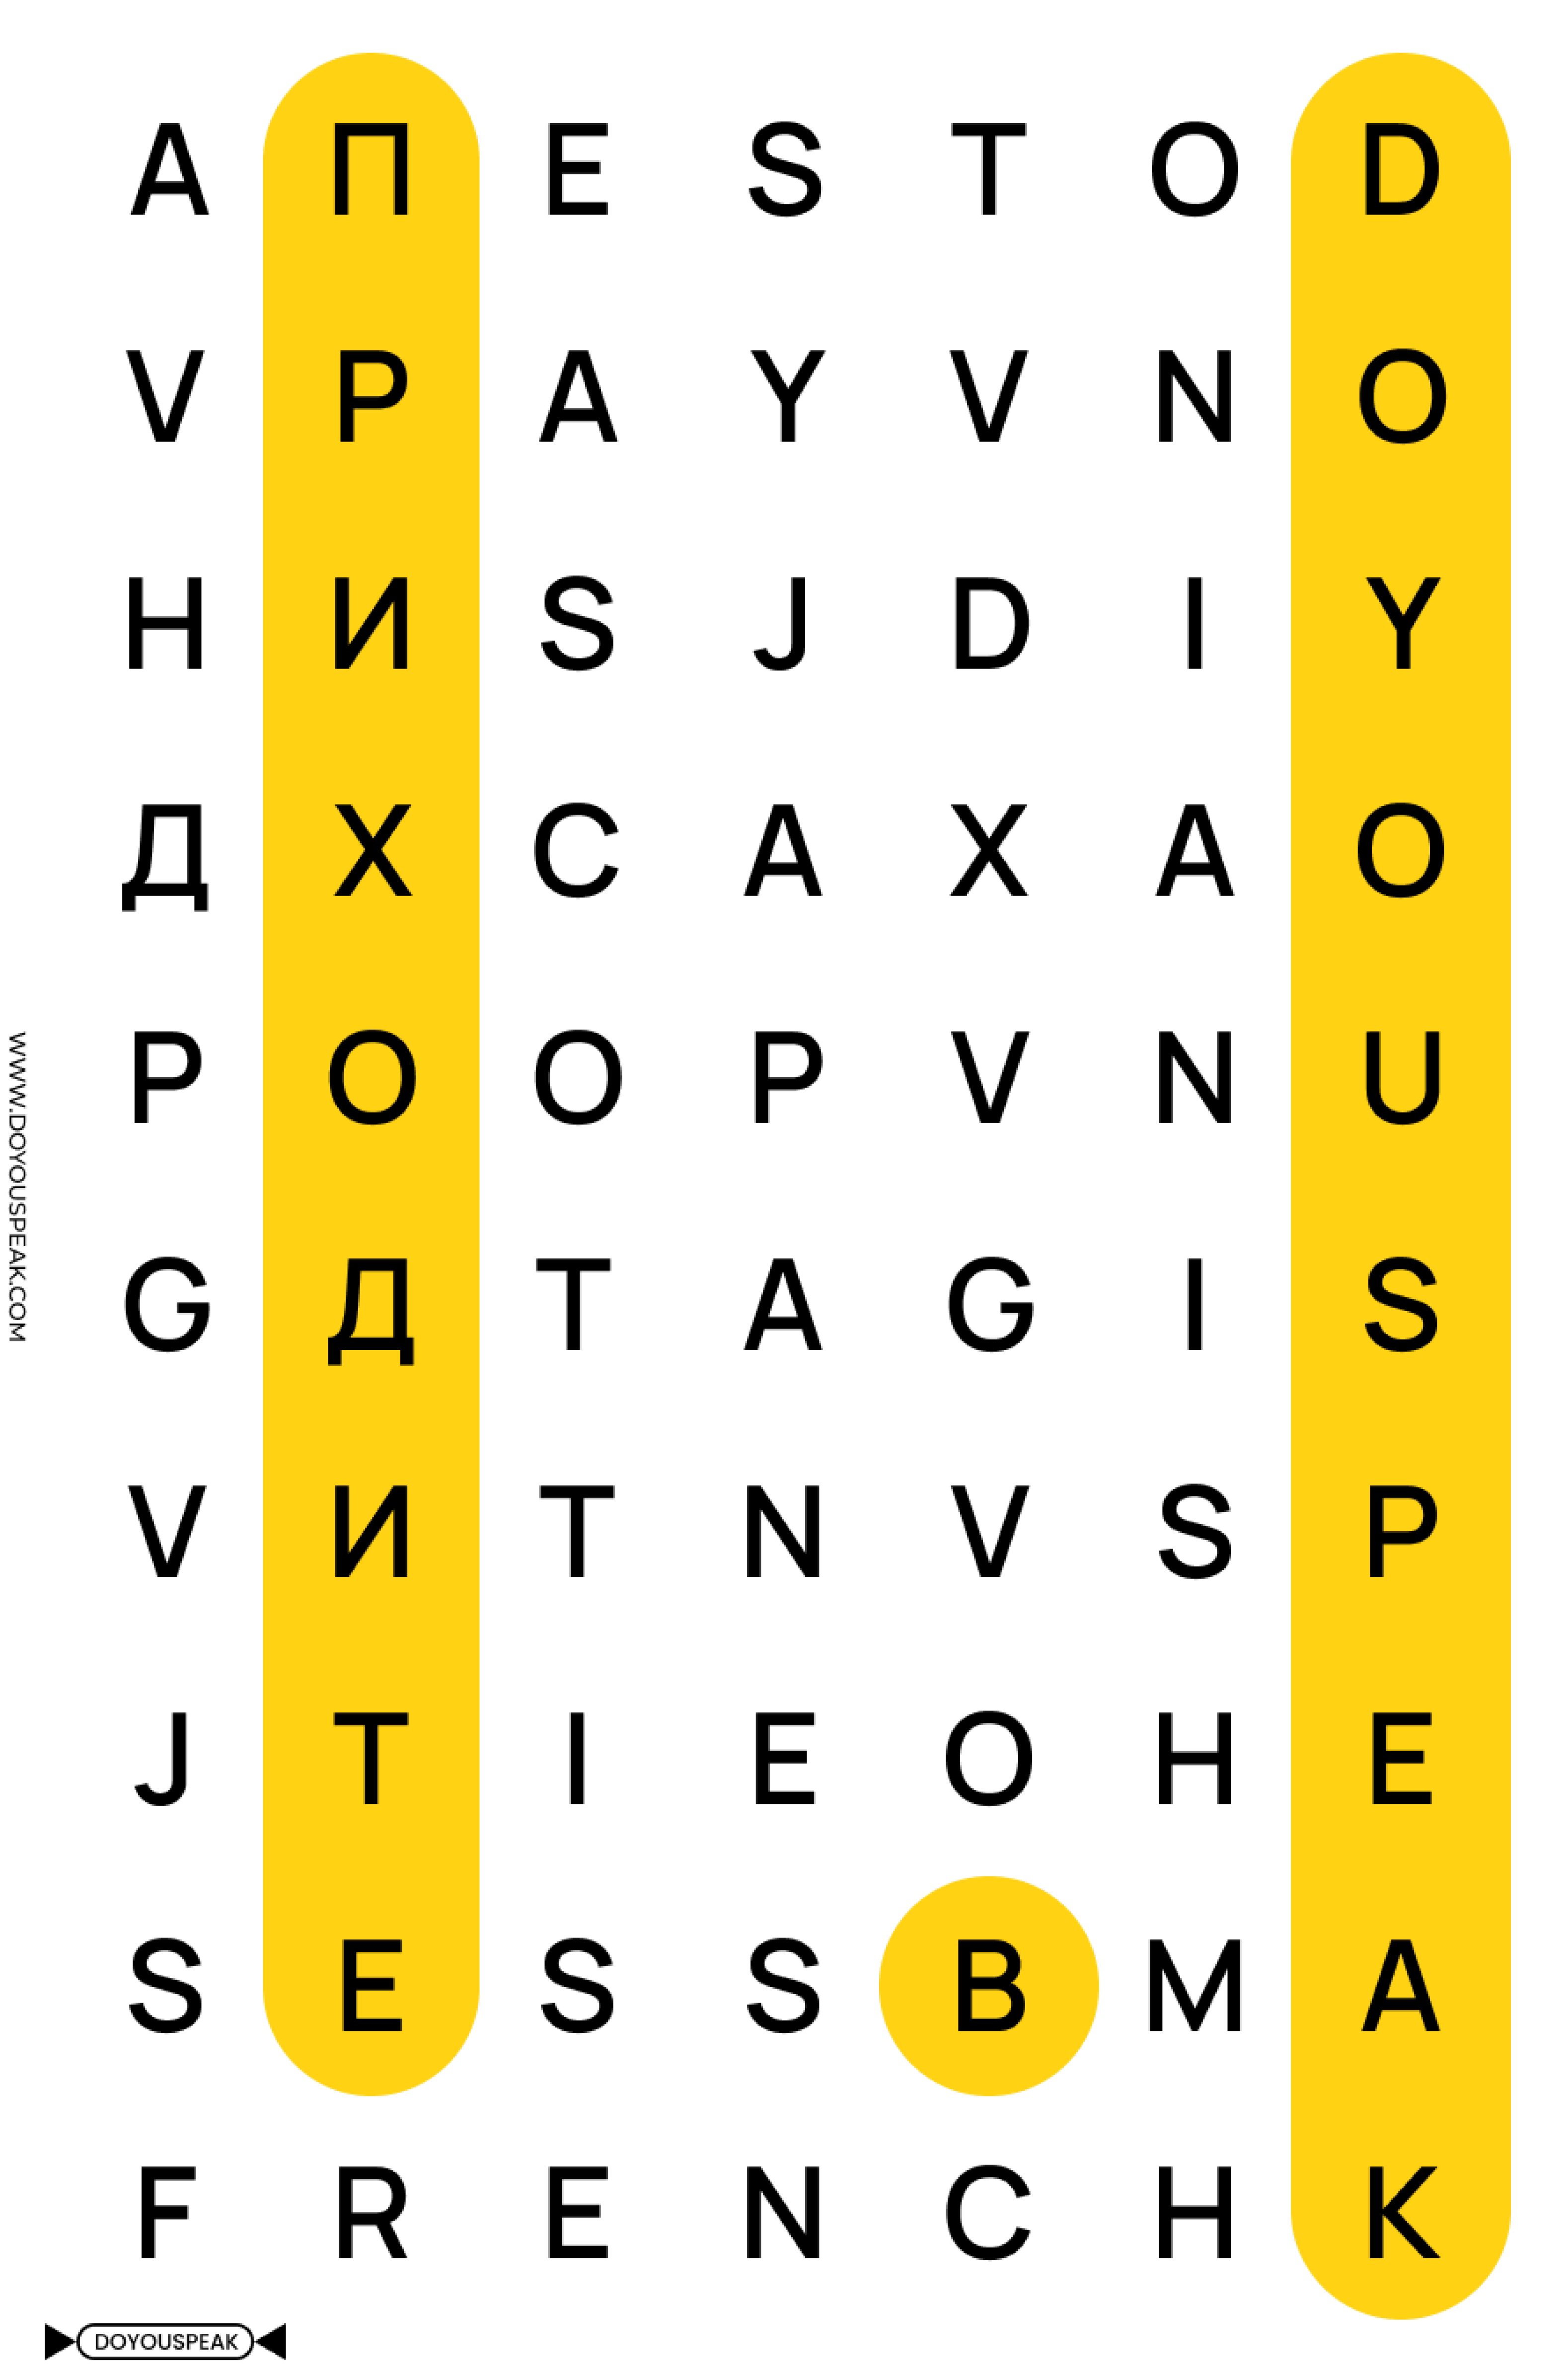 A П E S T O D
V P A Y V N O
H И S J D I Y
Д X C A X A O
P O O P V N U
G Д T A G I S
V И T N V S P
J T I E O H E
S E S S B M A
F R E N C H K
WWW.DOYOUSPEAK.COM
DOYOUSPEAK